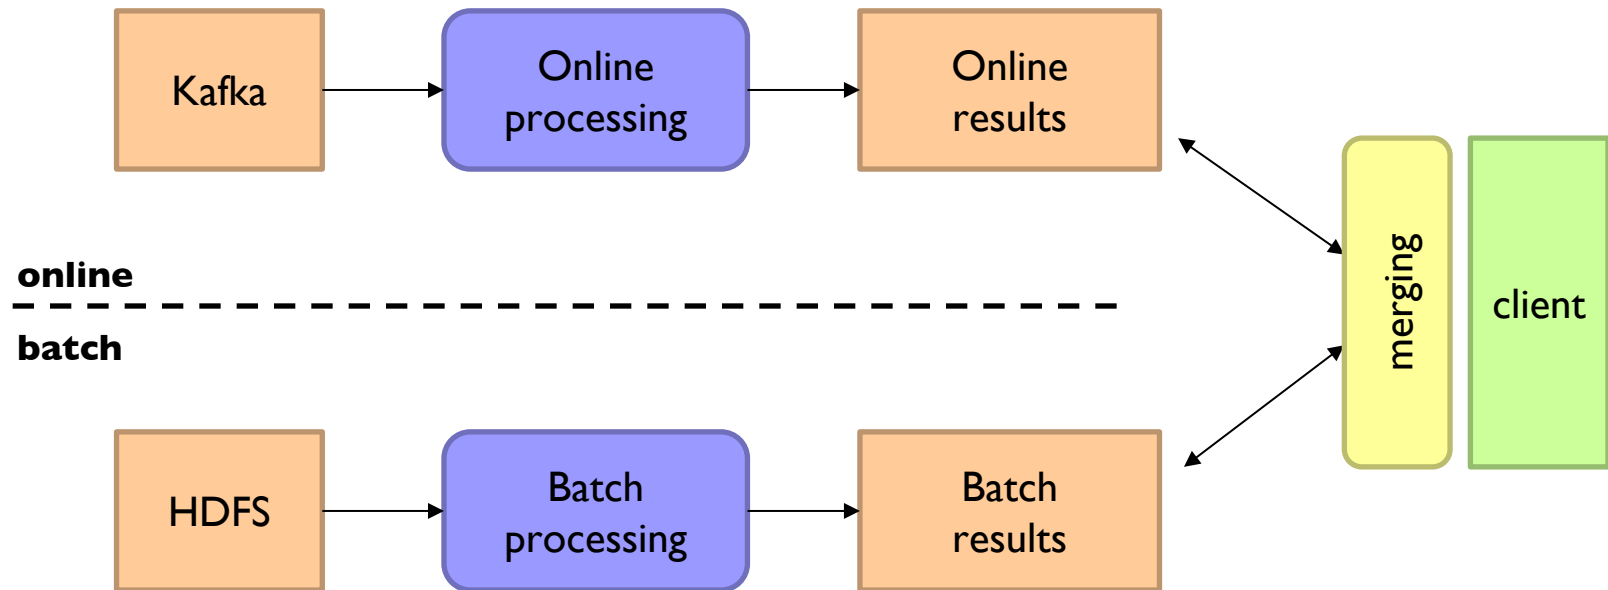 Kafka
Online
processing
Online
results
online
batch
merging
client
HDFS
Batch
processing
Batch
results